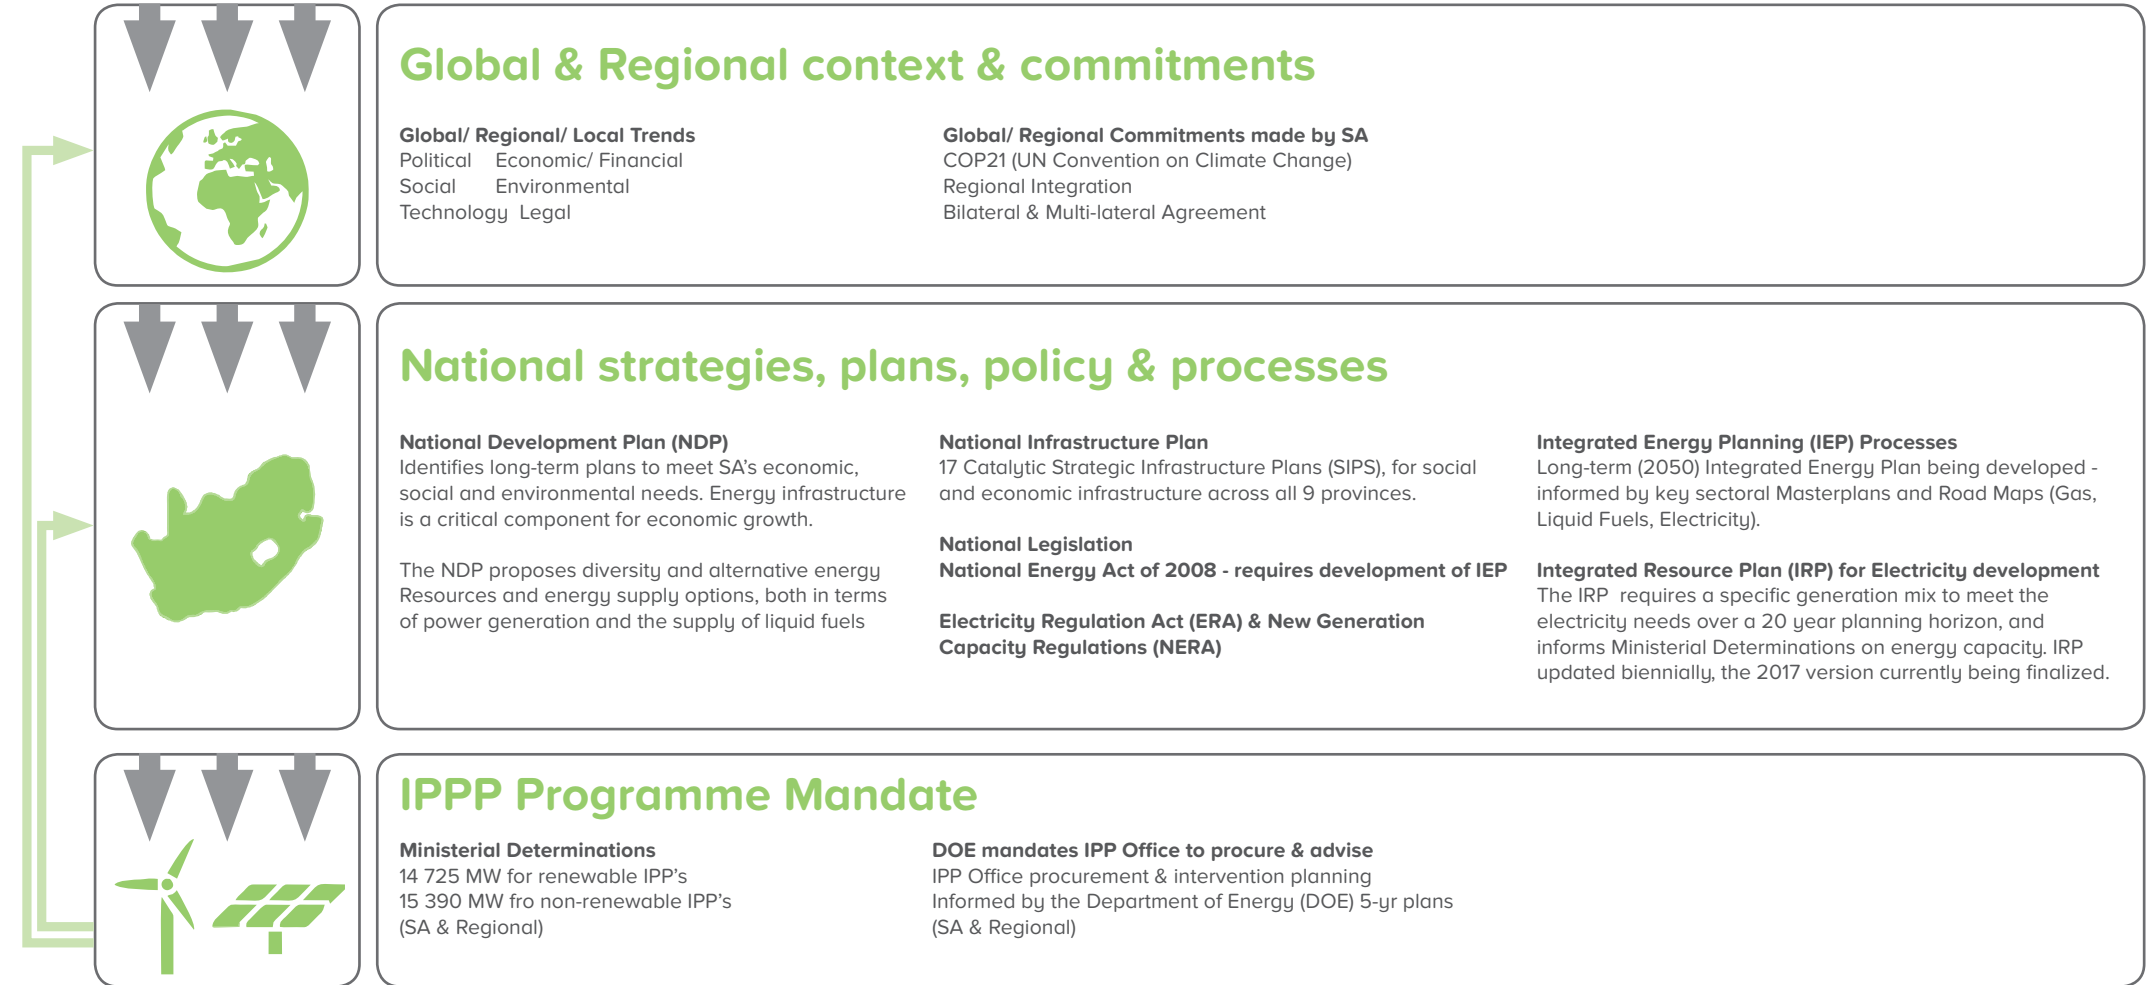 Global & Regional context & commitments
Global/ Regional/ Local Trends
Political Economic/ Financial
Social Environmental
Technology Legal
Global/ Regional Commitments made by SA
COP21 (UN Convention on Climate Change)
Regional Integration
Bilateral & Multi-lateral Agreement
National strategies, plans, policy & processes
National Development Plan (NDP)
Identifies long-term plans to meet SA's economic,
social and environmental needs. Energy infrastructure
is a critical component for economic growth.
The NDP proposes diversity and alternative energy
Resources and energy supply options, both in terms
of power generation and the supply of liquid fuels
National Infrastructure Plan
17 Catalytic Strategic Infrastructure Plans (SIPS), for social
and economic infrastructure across all 9 provinces.
National Legislation
National Energy Act of 2008 - requires development of IEP
Electricity Regulation Act (ERA) & New Generation
Capacity Regulations (NERA)
Integrated Energy Planning (IEP) Processes
Long-term (2050) Integrated Energy Plan being developed -
informed by key sectoral Masterplans and Road Maps (Gas,
Liquid Fuels, Electricity).
Integrated Resource Plan (IRP) for Electricity development
The IRP requires a specific generation mix to meet the
electricity needs over a 20 year planning horizon, and
informs Ministerial Determinations on energy capacity. IRP
updated biennially, the 2017 version currently being finalized.
IPPP Programme Mandate
Ministerial Determinations
14 725 MW for renewable IPP's
15 390 MW fro non-renewable IPP's
(SA & Regional)
DOE mandates IPP Office to procure & advise
IPP Office procurement & intervention planning
Informed by the Department of Energy (DOE) 5-yr plans
(SA & Regional)